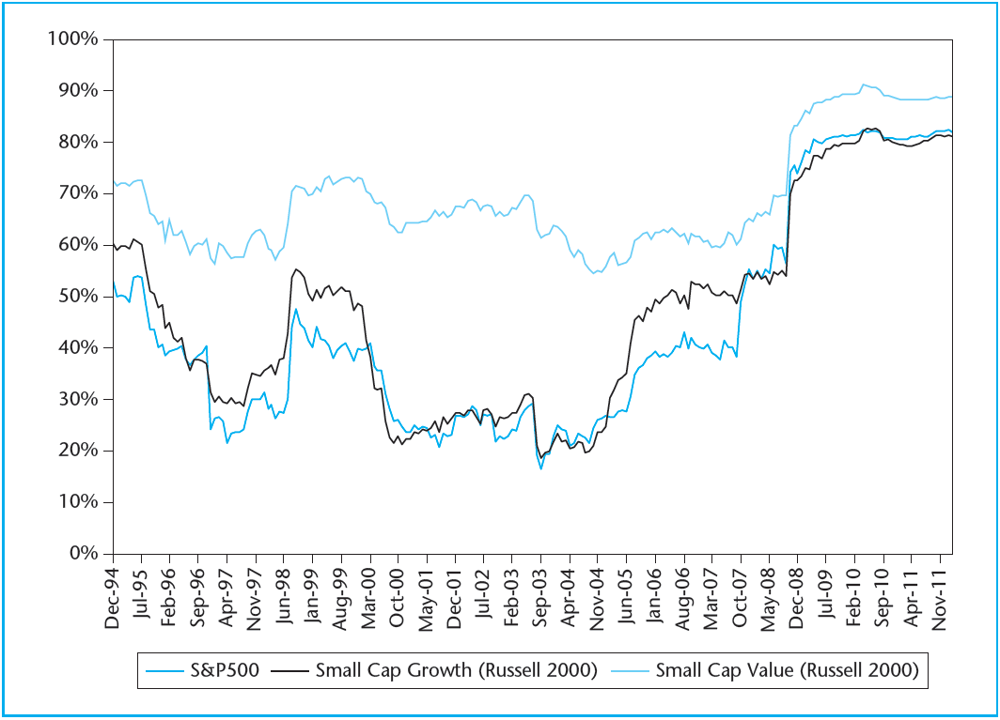 100%
90%
80%
70%
60%
50%
40%
30%
20%
10%
0%
Dec-94
Jul-95
Feb-96
Sep-96
Apr-97
Nov-97
Jun-98
Jan-99
Aug-99
Mar-00
Oct-00
May-01
Dec-01
Jul-02
Feb-03
Sep-03
Apr-04
Nov-04
Jun-05
Jan-06
Aug-06
Mar-07
Oct-07
May-08
Dec-08
Jul-09
Feb-10
Sep-10
Apr-11
Nov-11
S&P500
Small Cap Growth (Russell 2000)
Small Cap Value (Russell 2000)